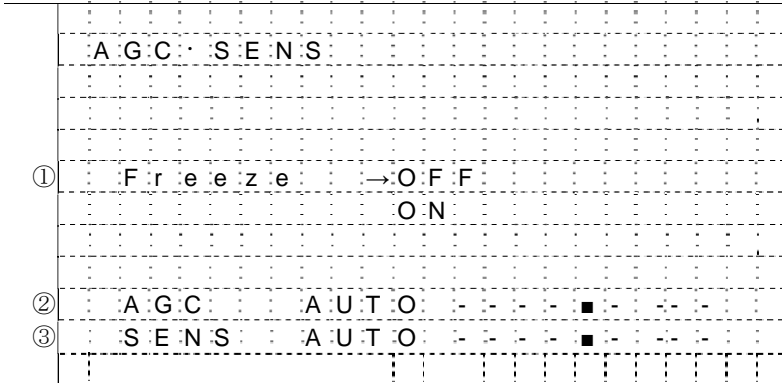 AGC・SENS
① Freeze →OFF
ON
② AGC AUTO ----■- -- -
③ SENS AUTO ----■- -- -